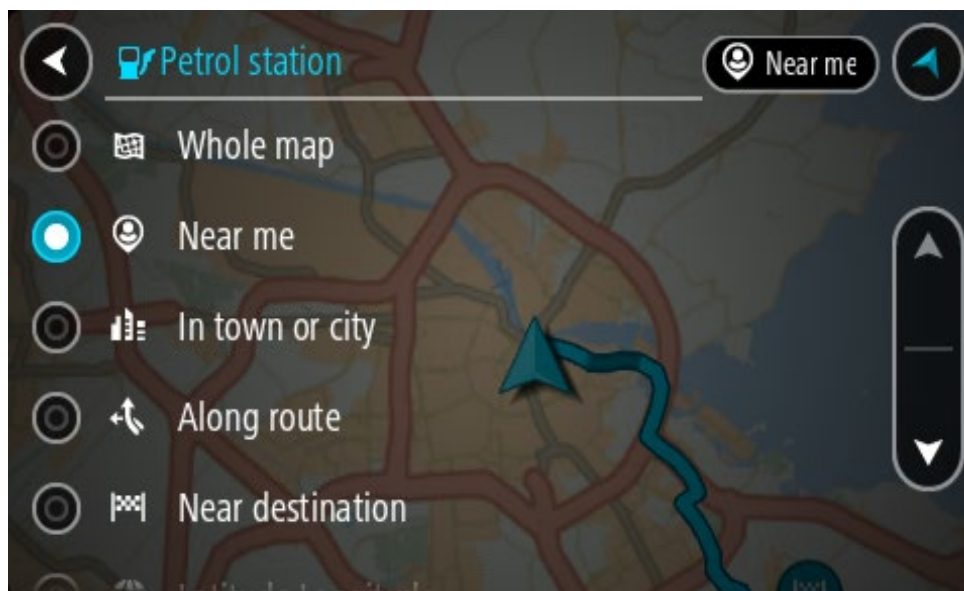 Petrol station
Near me
Whole map
Near me
In town or city
Along route
Near destination